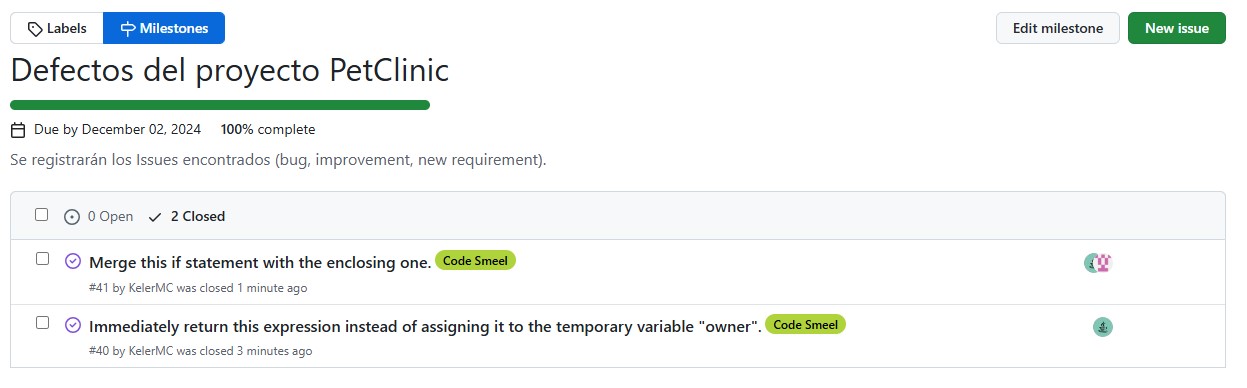 Labels Milestones Edit milestone New issue
Defectos del proyecto PetClinic
Due by December 02, 2024 100% complete
Se registrarán los Issues encontrados (bug, improvement, new requirement).
0 Open 2 Closed
Merge this if statement with the enclosing one. Code Smeel
#41 by KelerMC was closed 1 minute ago
Immediately return this expression instead of assigning it to the temporary variable "owner". Code Smeel
#40 by KelerMC was closed 3 minutes ago